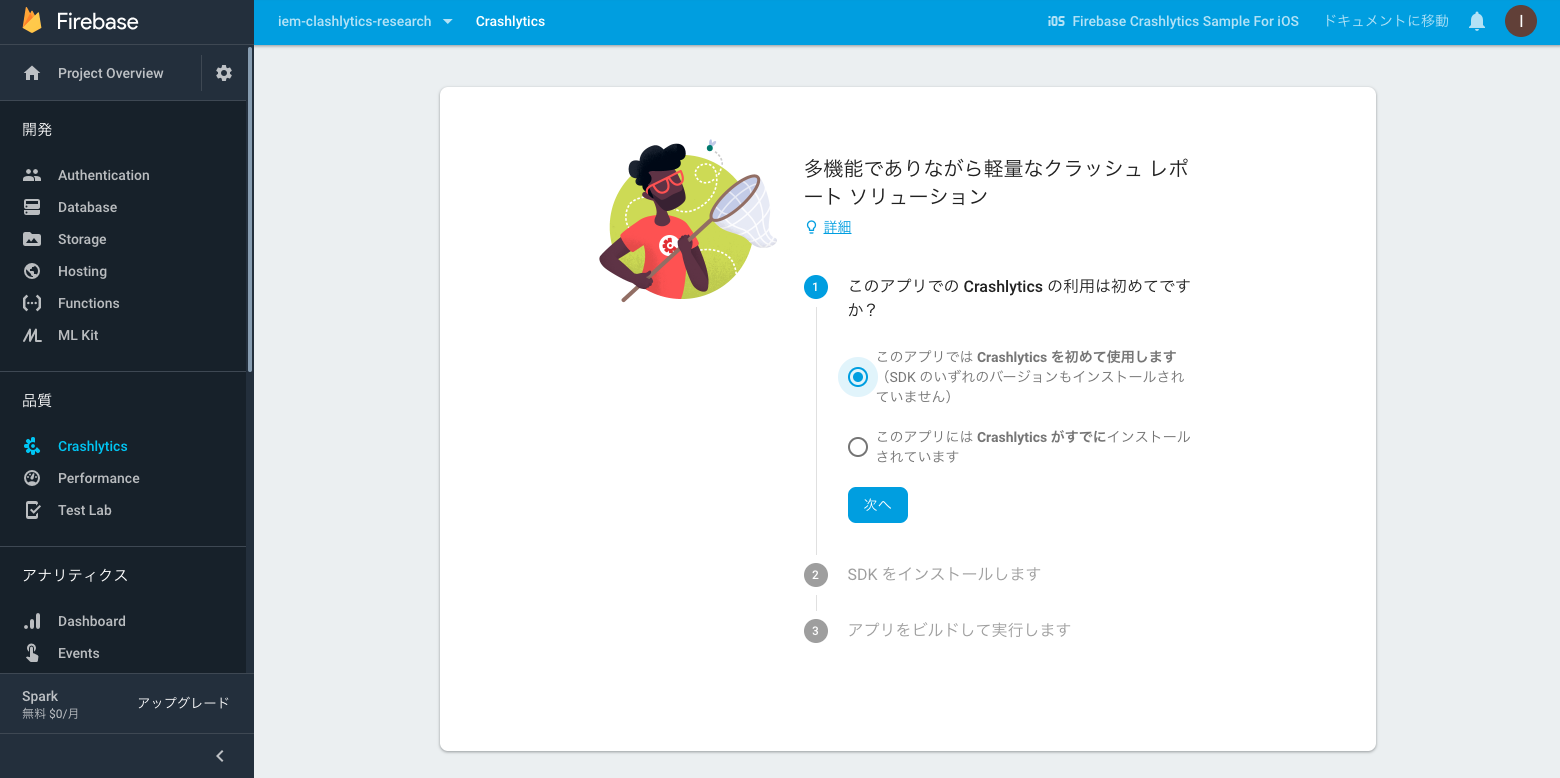 Firebase
iem-clashlytics-research
Crashlytics
iOS Firebase Crashlytics Sample For iOS
ドキュメントに移動
I
Project Overview
開発
Authentication
Database
Storage
Hosting
Functions
ML Kit
品質
Crashlytics
Performance
Test Lab
アナリティクス
Dashboard
Events
Spark
無料 $0/月
アップグレード
多機能でありながら軽量なクラッシュ レポ
ート ソリューション
詳細
1 このアプリでの Crashlytics の利用は初めてです
か？
このアプリでは Crashlytics を初めて使用します
（SDK のいずれのバージョンもインストールされ
ていません）
このアプリには Crashlytics がすでにインストール
されています
次へ
2 SDK をインストールします
3 アプリをビルドして実行します